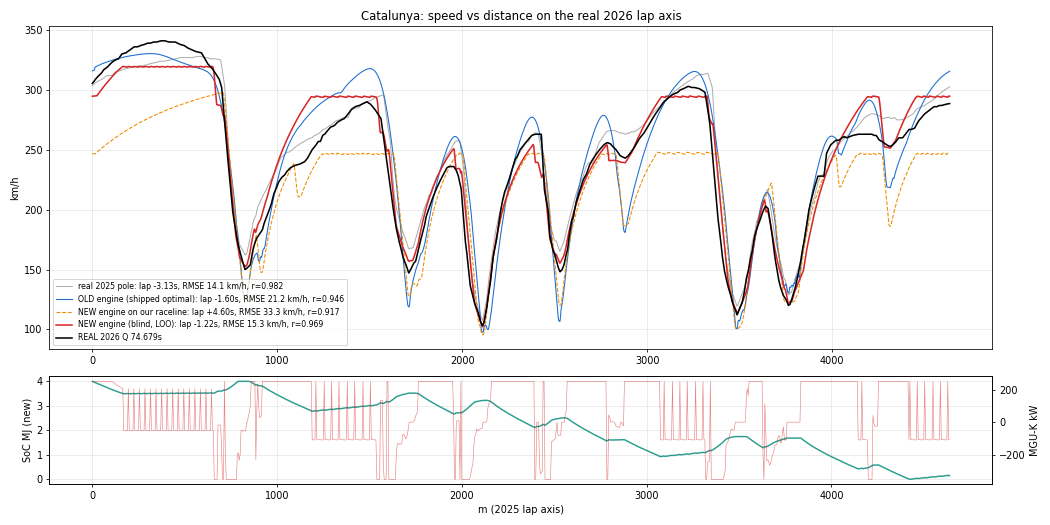 Catalunya: speed vs distance on the real 2026 lap axis
350
300
250
200
150
100
km/h
real 2025 pole: lap -3.13s, RMSE 14.1 km/h, r=0.982
OLD engine (shipped optimal): lap -1.60s, RMSE 21.2 km/h, r=0.946
NEW engine on our raceline: lap +4.60s, RMSE 33.3 km/h, r=0.917
NEW engine (blind, LOO): lap -1.22s, RMSE 15.3 km/h, r=0.969
REAL 2026 Q 74.679s
0 1000 2000 3000 4000
4
3
2
1
0
SoC MJ (new)
200
0
−200
MGU-K kW
0 1000 2000 3000 4000
m (2025 lap axis)